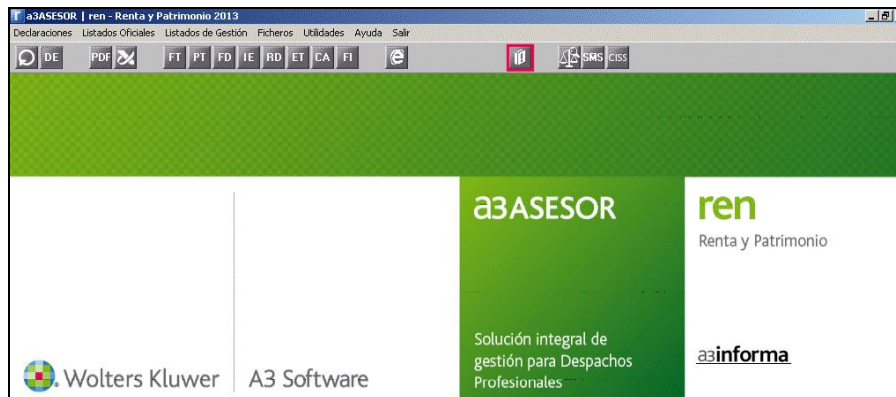 a3ASESOR | ren - Renta y Patrimonio 2013
Declaraciones Listados Oficiales Listados de Gestión Ficheros Utilidades Ayuda Salir
DE PDF FT PT FD IE RD ET CA FI e SMS CISS
a3ASESOR
ren
Renta y Patrimonio
Solución integral de
gestión para Despachos
Profesionales
a3informa
Wolters Kluwer
A3 Software